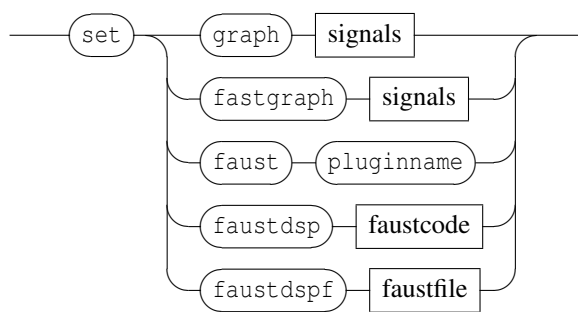 set graph signals
fastgraph signals
faust pluginname
faustdsp faustcode
faustdspf faustfile